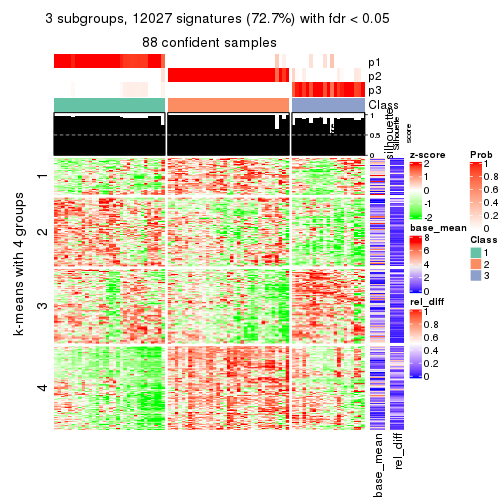 3 subgroups, 12027 signatures (72.7%) with fdr < 0.05
88 confident samples
p1
p2
p3
Class
1
0.5
0
silhouette
Silhouette
score
k-means with 4 groups
1
2
3
4
base_mean
rel_diff
z-score
2
1
0
-1
-2
base_mean
8
6
4
2
0
rel_diff
1
0.8
0.6
0.4
0.2
0
Prob
1
0.8
0.6
0.4
0.2
0
Class
1
2
3